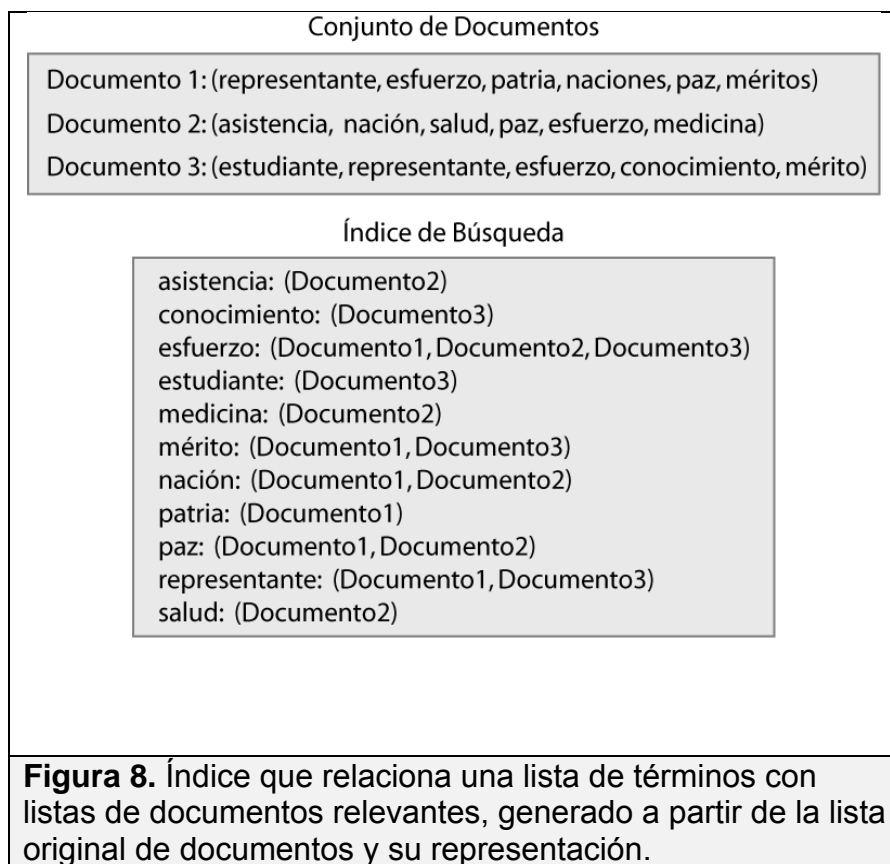 Conjunto de Documentos
Documento 1: (representante, esfuerzo, patria, naciones, paz, méritos)
Documento 2: (asistencia, nación, salud, paz, esfuerzo, medicina)
Documento 3: (estudiante, representante, esfuerzo, conocimiento, mérito)
Índice de Búsqueda
asistencia: (Documento2)
conocimiento: (Documento3)
esfuerzo: (Documento1, Documento2, Documento3)
estudiante: (Documento3)
medicina: (Documento2)
mérito: (Documento1, Documento3)
nación: (Documento1, Documento2)
patria: (Documento1)
paz: (Documento1, Documento2)
representante: (Documento1, Documento3)
salud: (Documento2)
Figura 8. Índice que relaciona una lista de términos con
listas de documentos relevantes, generado a partir de la lista
original de documentos y su representación.